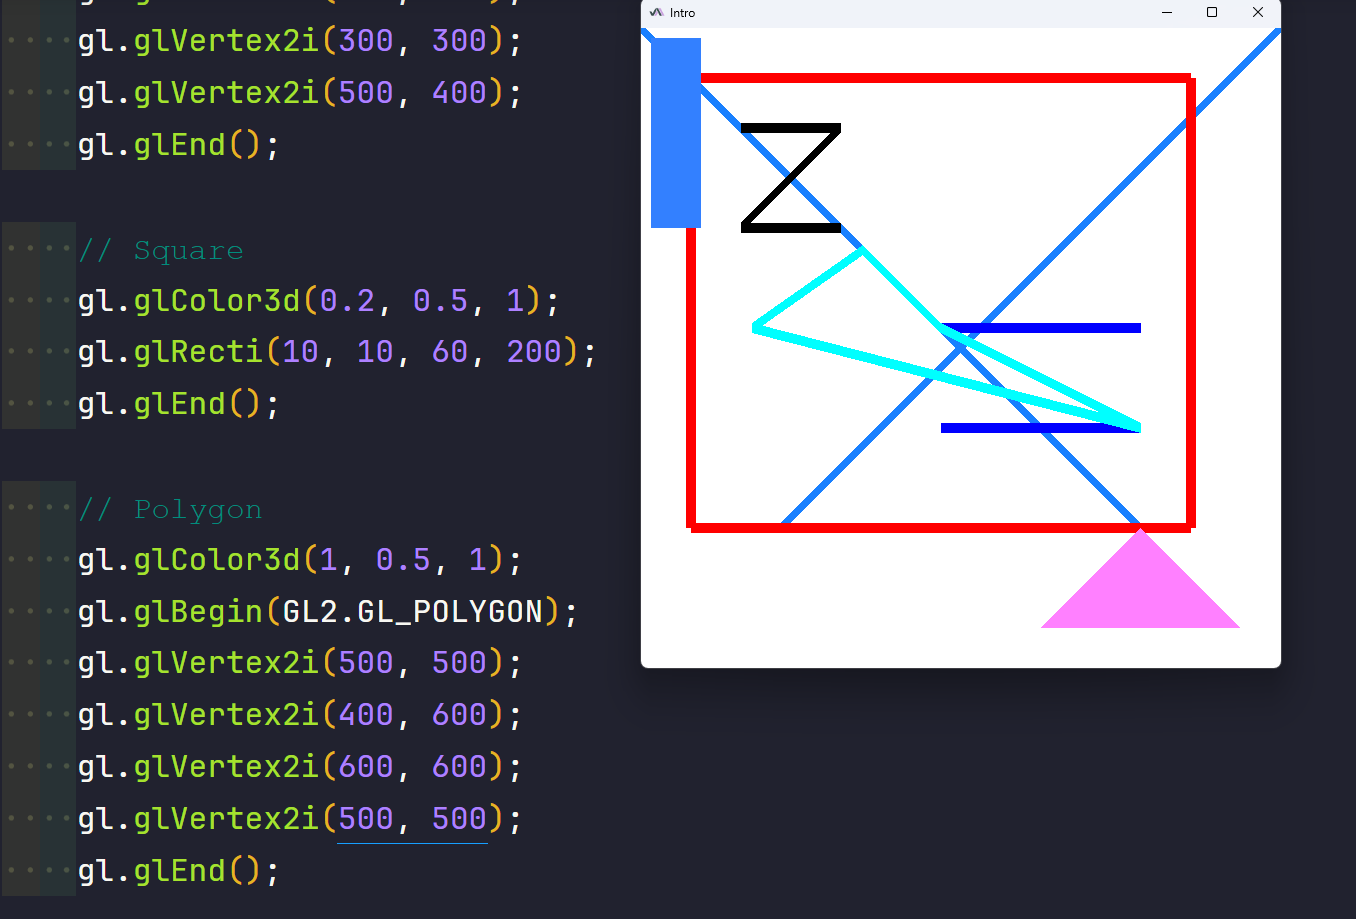 gl.glVertex2i(300, 300);
gl.glVertex2i(500, 400);
gl.glEnd();
// Square
gl.glColor3d(0.2, 0.5, 1);
gl.glRecti(10, 10, 60, 200);
gl.glEnd();
// Polygon
gl.glColor3d(1, 0.5, 1);
gl.glBegin(GL2.GL_POLYGON);
gl.glVertex2i(500, 500);
gl.glVertex2i(400, 600);
gl.glVertex2i(600, 600);
gl.glVertex2i(500, 500);
gl.glEnd();
Intro